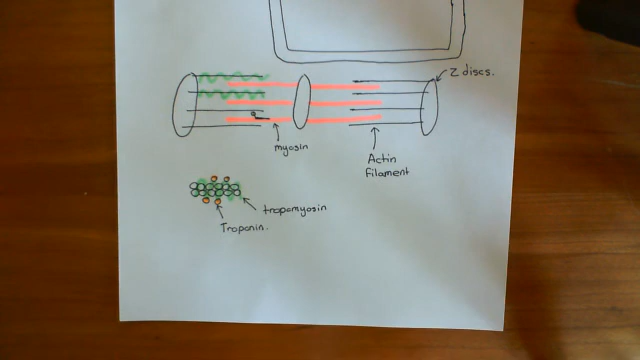 Z discs.
myosin
Actin
Filament
tropomyosin
Troponin.